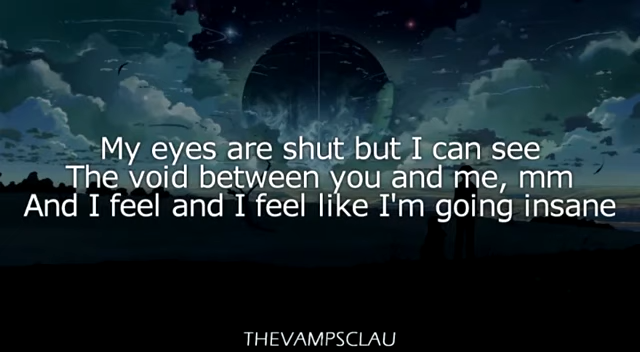 My eyes are shut but I can see
The void between you and me, mm
And I feel and I feel like I'm going insane
THEVAMPSCLAU